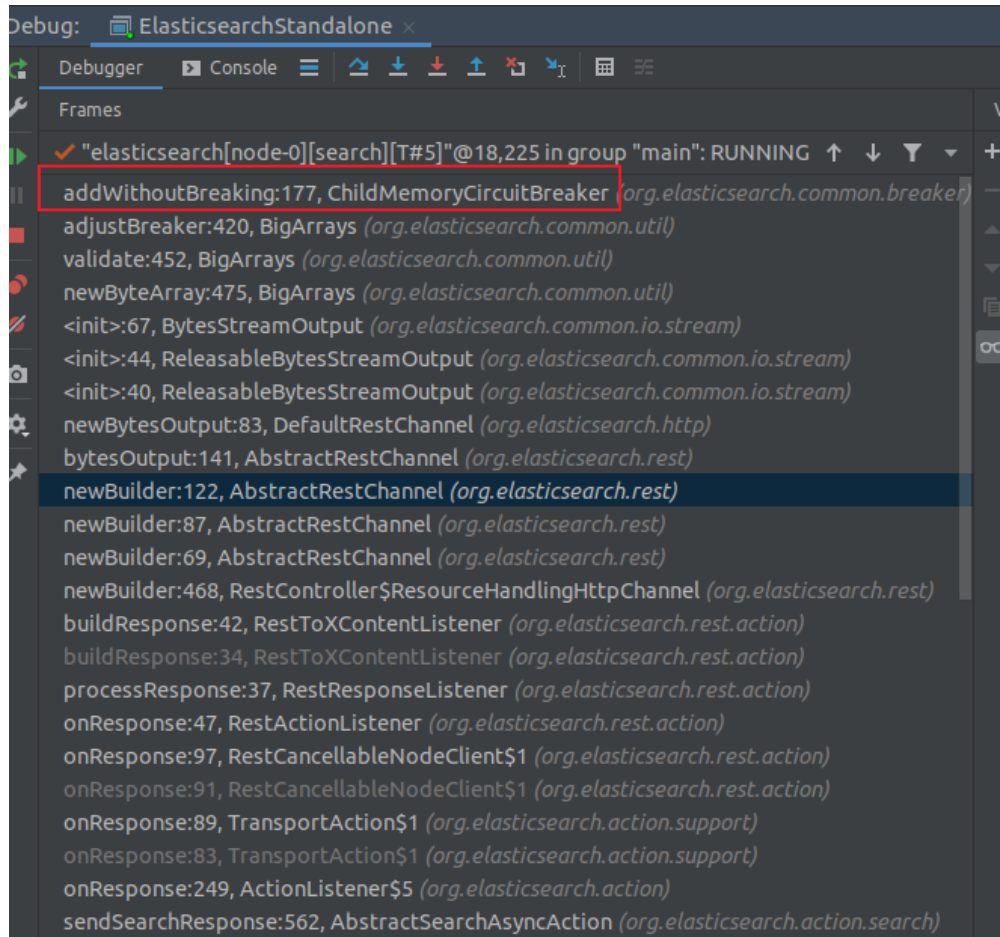 Debug: ElasticsearchStandalone ×
Debugger Console
Frames V
"elasticsearch[node-0][search][T#5]"@18,225 in group "main": RUNNING
addWithoutBreaking:177, ChildMemoryCircuitBreaker (org.elasticsearch.common.breaker)
adjustBreaker:420, BigArrays (org.elasticsearch.common.util)
validate:452, BigArrays (org.elasticsearch.common.util)
newByteArray:475, BigArrays (org.elasticsearch.common.util)
<init>:67, BytesStreamOutput (org.elasticsearch.common.io.stream)
<init>:44, ReleasableBytesStreamOutput (org.elasticsearch.common.io.stream)
<init>:40, ReleasableBytesStreamOutput (org.elasticsearch.common.io.stream)
newBytesOutput:83, DefaultRestChannel (org.elasticsearch.http)
bytesOutput:141, AbstractRestChannel (org.elasticsearch.rest)
newBuilder:122, AbstractRestChannel (org.elasticsearch.rest)
newBuilder:87, AbstractRestChannel (org.elasticsearch.rest)
newBuilder:69, AbstractRestChannel (org.elasticsearch.rest)
newBuilder:468, RestController$ResourceHandlingHttpChannel (org.elasticsearch.rest)
buildResponse:42, RestToXContentListener (org.elasticsearch.rest.action)
buildResponse:34, RestToXContentListener (org.elasticsearch.rest.action)
processResponse:37, RestResponseListener (org.elasticsearch.rest.action)
onResponse:47, RestActionListener (org.elasticsearch.rest.action)
onResponse:97, RestCancellableNodeClient$1 (org.elasticsearch.rest.action)
onResponse:91, RestCancellableNodeClient$1 (org.elasticsearch.rest.action)
onResponse:89, TransportAction$1 (org.elasticsearch.action.support)
onResponse:83, TransportAction$1 (org.elasticsearch.action.support)
onResponse:249, ActionListener$5 (org.elasticsearch.action)
sendSearchResponse:562, AbstractSearchAsyncAction (org.elasticsearch.action.search)